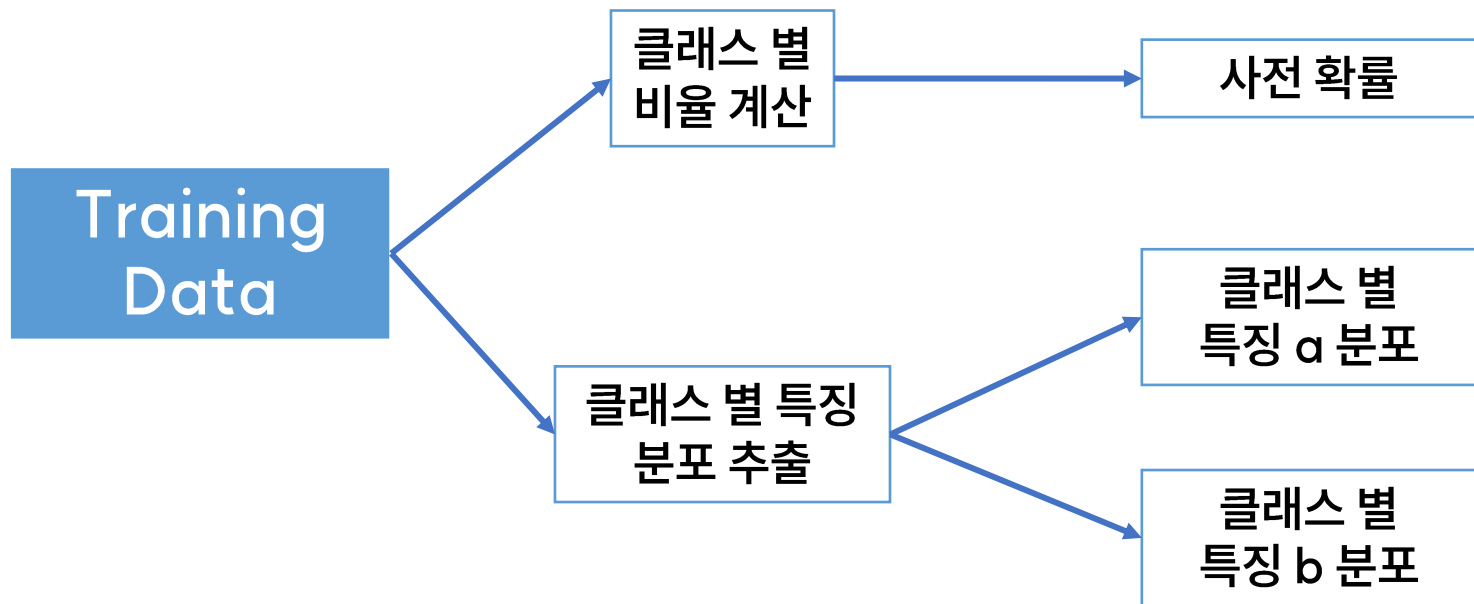 Training
Data
클래스 별
비율 계산
사전 확률
클래스 별 특징
분포 추출
클래스 별
특징 a 분포
클래스 별
특징 b 분포